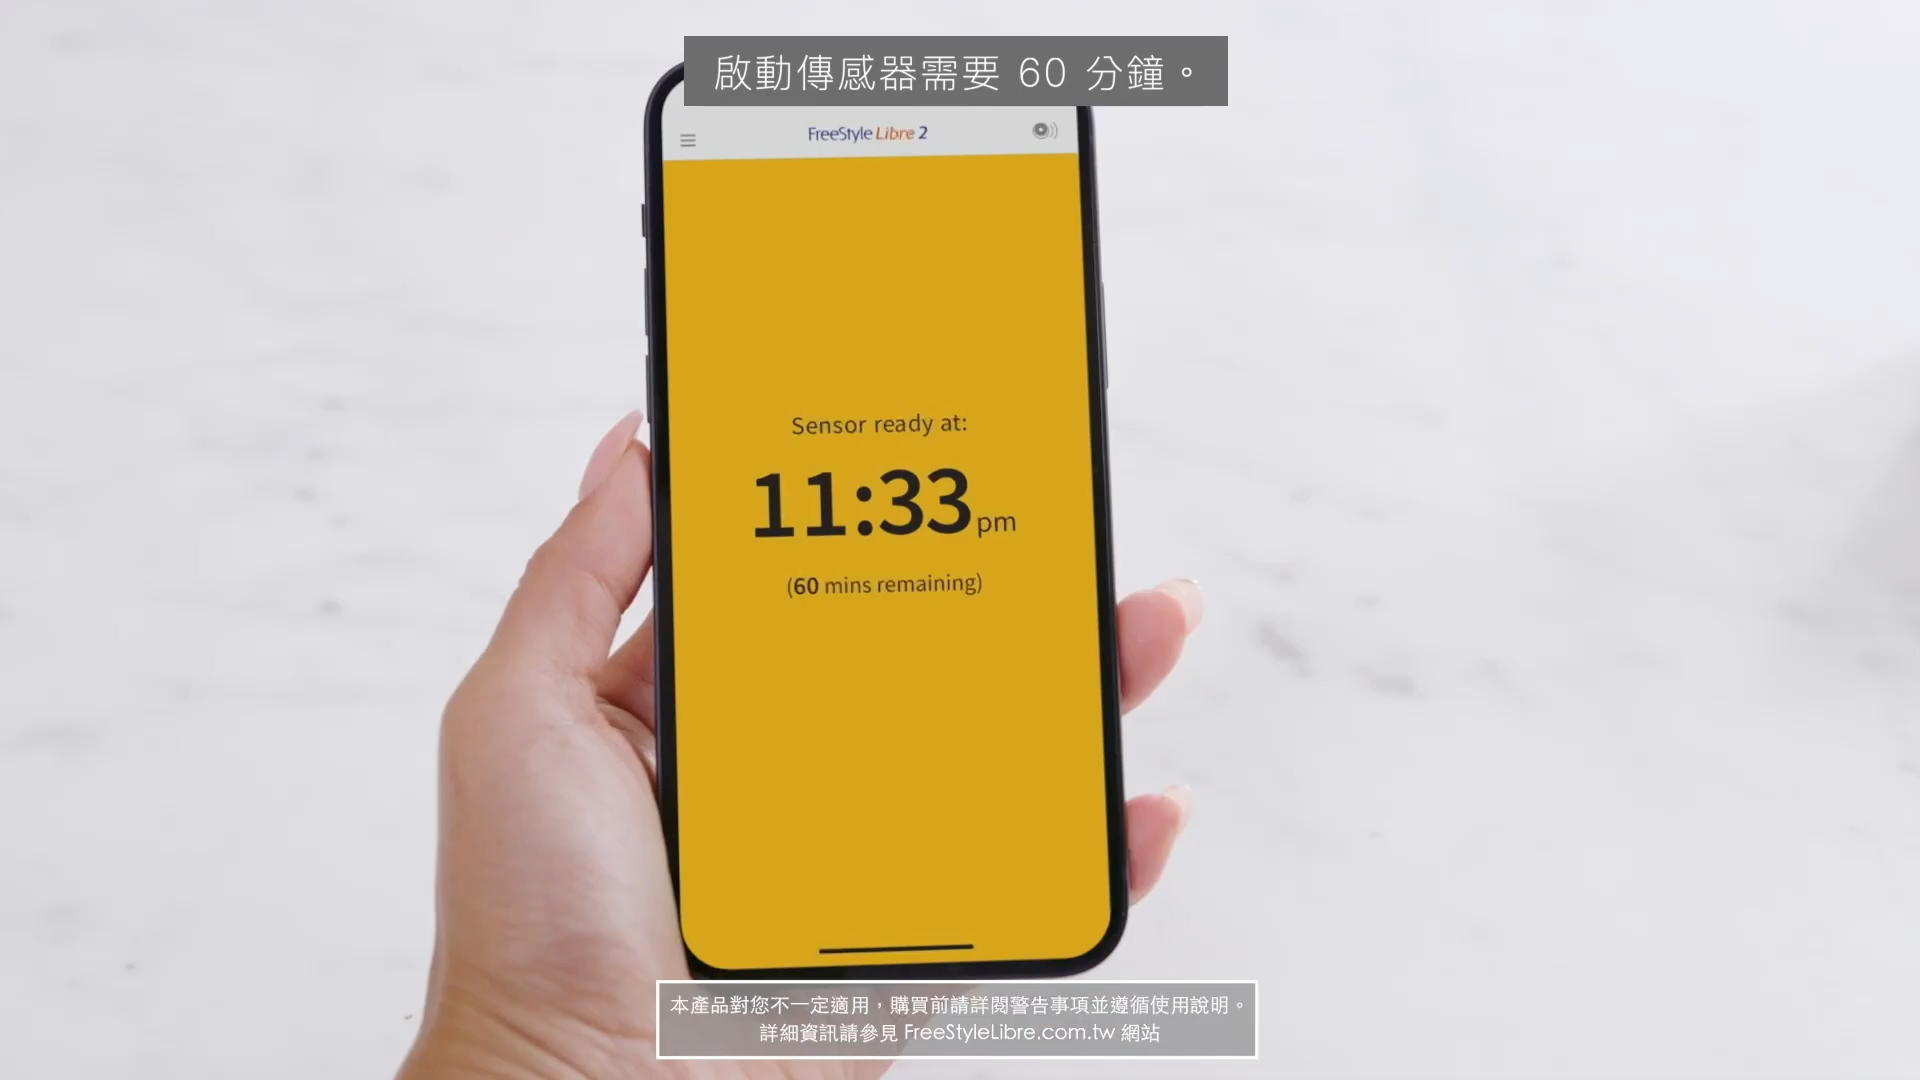 啟動傳感器需要 60 分鐘。
FreeStyle Libre 2
Sensor ready at:
11:33 pm
(60 mins remaining)
本產品對您不一定適用，購買前請詳閱警告事項並遵循使用說明。
詳細資訊請參見 FreeStyleLibre.com.tw 網站